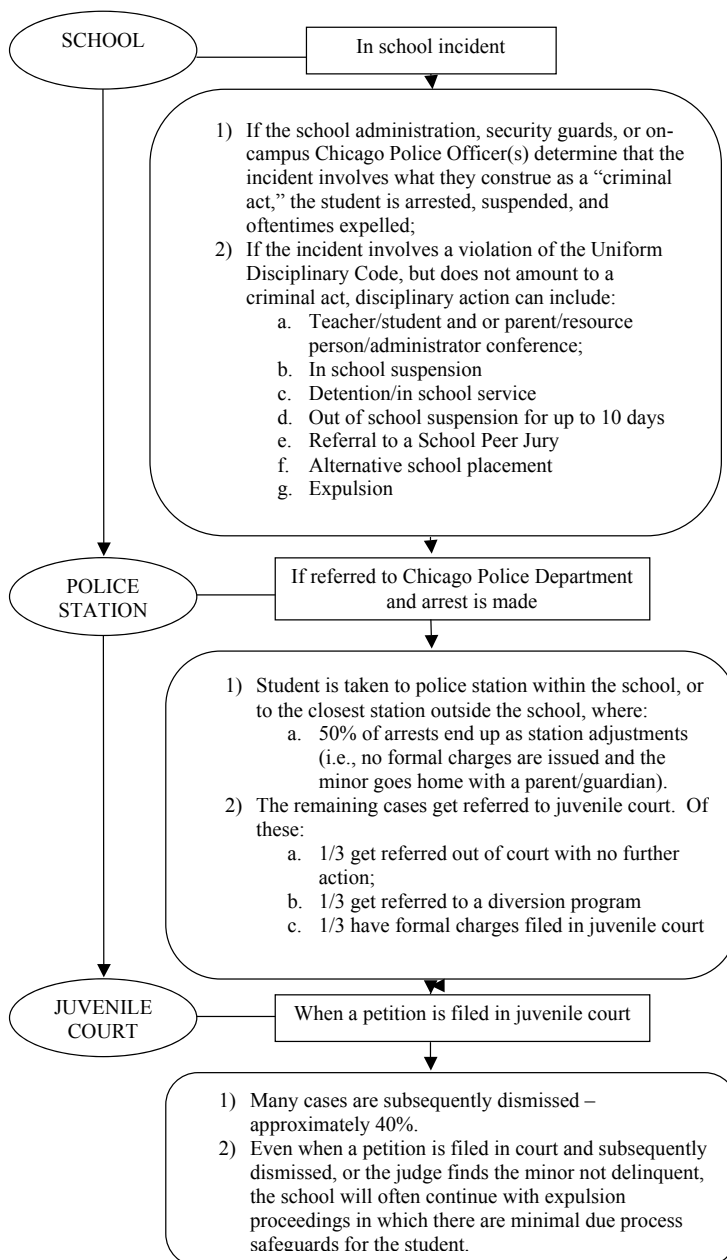 SCHOOL
In school incident
1) If the school administration, security guards, or on-
campus Chicago Police Officer(s) determine that the
incident involves what they construe as a “criminal
act,” the student is arrested, suspended, and
oftentimes expelled;
2) If the incident involves a violation of the Uniform
Disciplinary Code, but does not amount to a
criminal act, disciplinary action can include:
a. Teacher/student and or parent/resource
person/administrator conference;
b. In school suspension
c. Detention/in school service
d. Out of school suspension for up to 10 days
e. Referral to a School Peer Jury
f. Alternative school placement
g. Expulsion
POLICE
STATION
If referred to Chicago Police Department
and arrest is made
1) Student is taken to police station within the school, or
to the closest station outside the school, where:
a. 50% of arrests end up as station adjustments
(i.e., no formal charges are issued and the
minor goes home with a parent/guardian).
2) The remaining cases get referred to juvenile court. Of
these:
a. 1/3 get referred out of court with no further
action;
b. 1/3 get referred to a diversion program
c. 1/3 have formal charges filed in juvenile court
JUVENILE
COURT
When a petition is filed in juvenile court
1) Many cases are subsequently dismissed –
approximately 40%.
2) Even when a petition is filed in court and subsequently
dismissed, or the judge finds the minor not delinquent,
the school will often continue with expulsion
proceedings in which there are minimal due process
safeguards for the student.